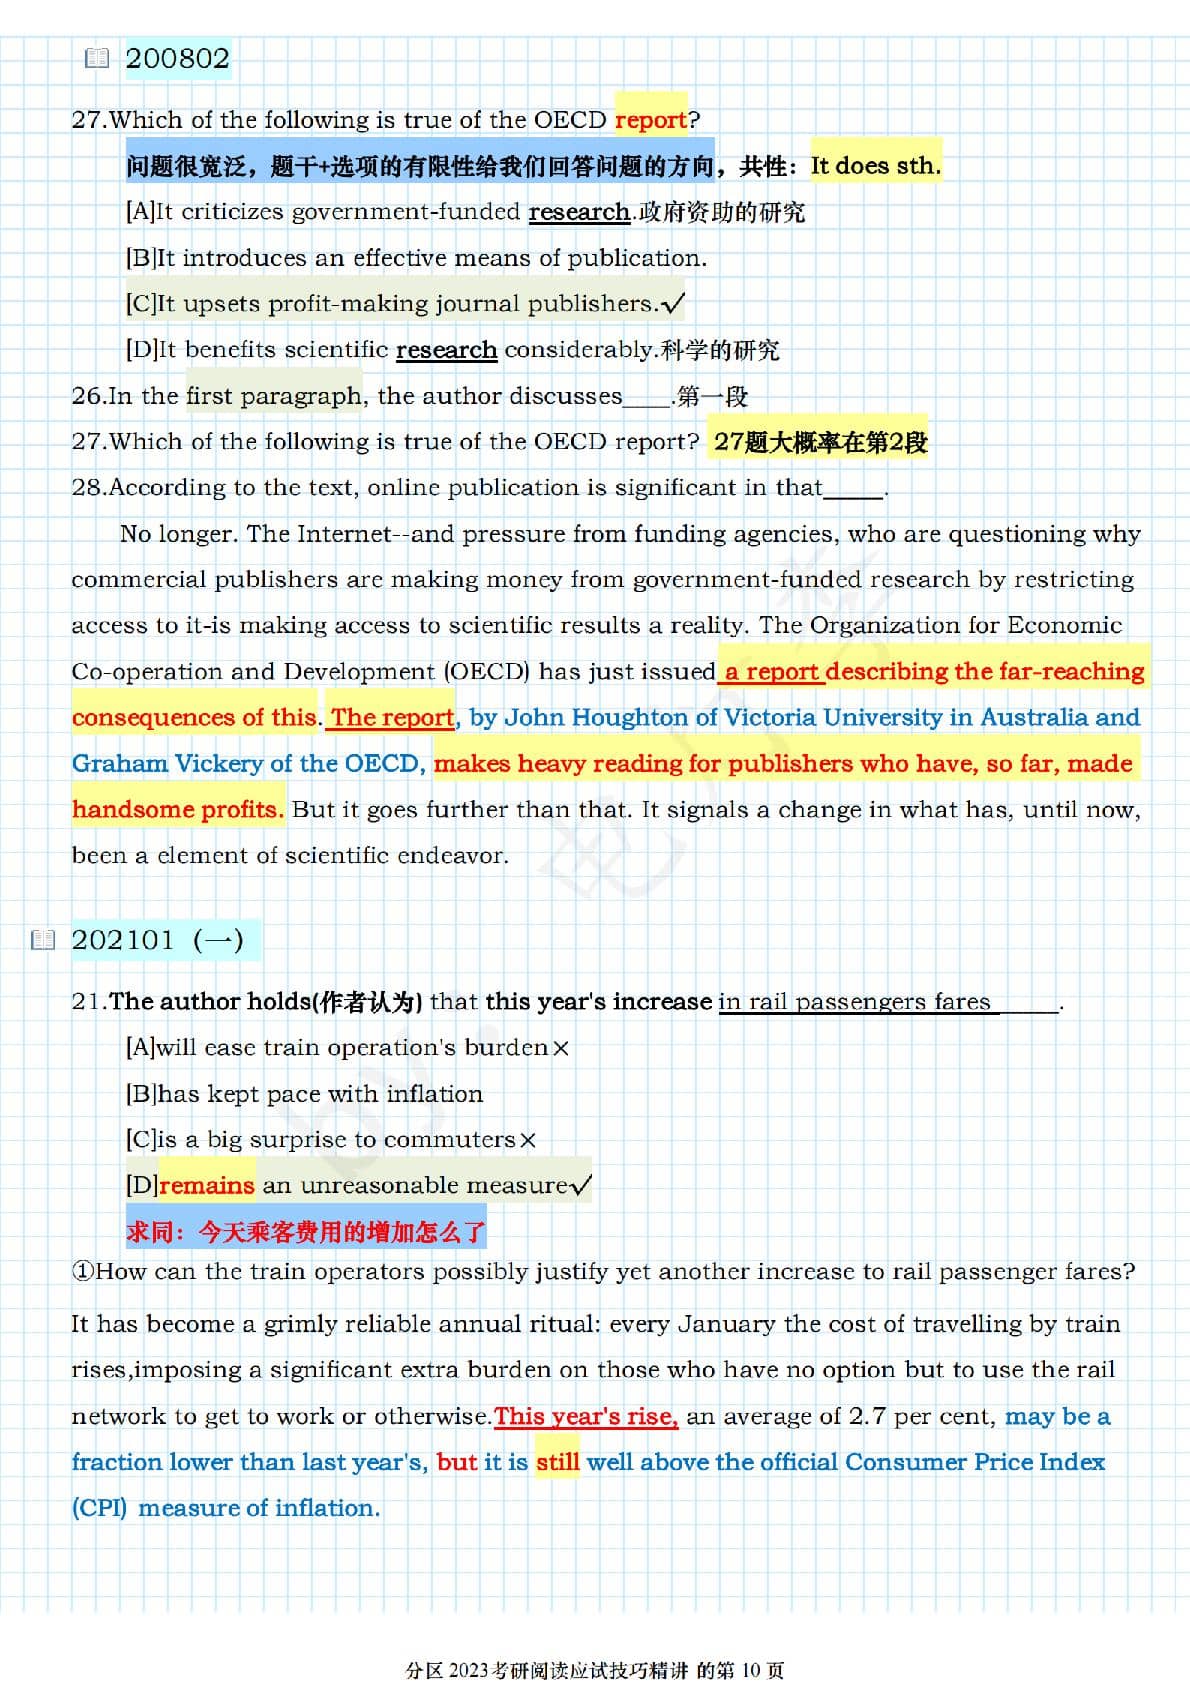 200802
27.Which of the following is true of the OECD report?
问题很宽泛，题干+选项的有限性给我们回答问题的方向，共性：It does sth.
[A]It criticizes government-funded research.政府资助的研究
[B]It introduces an effective means of publication.
[C]It upsets profit-making journal publishers.✓
[D]It benefits scientific research considerably.科学的研究
26.In the first paragraph, the author discusses____.第一段
27.Which of the following is true of the OECD report? 27题大概率在第2段
28.According to the text, online publication is significant in that_____.
No longer. The Internet--and pressure from funding agencies, who are questioning why
commercial publishers are making money from government-funded research by restricting
access to it-is making access to scientific results a reality. The Organization for Economic
Co-operation and Development (OECD) has just issued a report describing the far-reaching
consequences of this. The report, by John Houghton of Victoria University in Australia and
Graham Vickery of the OECD, makes heavy reading for publishers who have, so far, made
handsome profits. But it goes further than that. It signals a change in what has, until now,
been a element of scientific endeavor.
202101（一）
21.The author holds(作者认为) that this year's increase in rail passengers fares______.
[A]will ease train operation's burden×
[B]has kept pace with inflation
[C]is a big surprise to commuters×
[D]remains an unreasonable measure✓
求同：今天乘客费用的增加怎么了
①How can the train operators possibly justify yet another increase to rail passenger fares?
It has become a grimly reliable annual ritual: every January the cost of travelling by train
rises,imposing a significant extra burden on those who have no option but to use the rail
network to get to work or otherwise.This year's rise, an average of 2.7 per cent, may be a
fraction lower than last year's, but it is still well above the official Consumer Price Index
(CPI) measure of inflation.
分区 2023考研阅读应试技巧精讲 的第 10 页